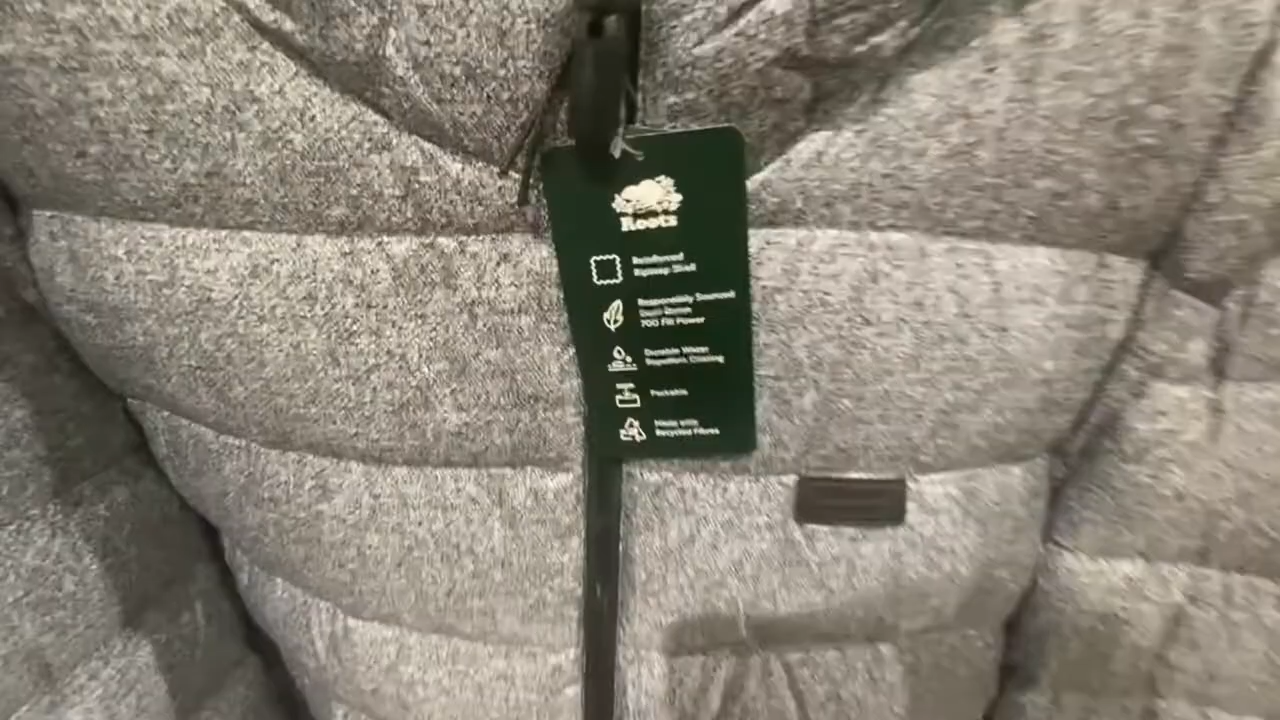 Roots
Reinforced
Ripstop Shell
Responsibly Sourced
Down
700 Fill Power
Durable Water
Repellent Coating
Packable
Made with
Recycled Fibres